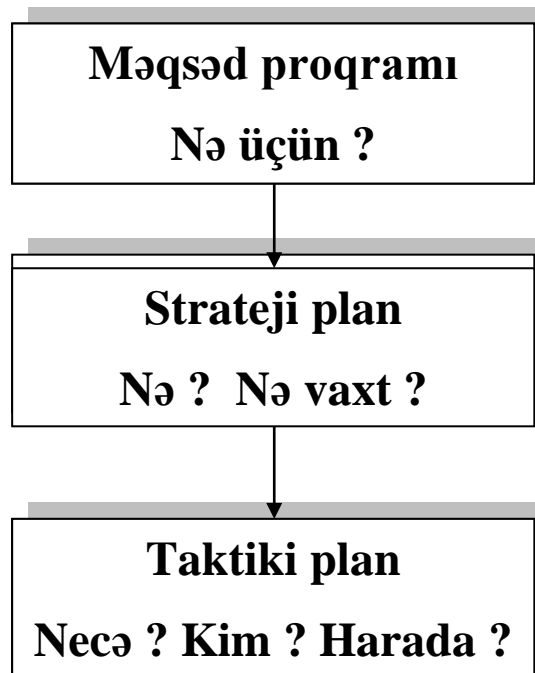 Məqsəd proqramı
Nə üçün ?
Strateji plan
Nə ? Nə vaxt ?
Taktiki plan
Necə ? Kim ? Harada ?